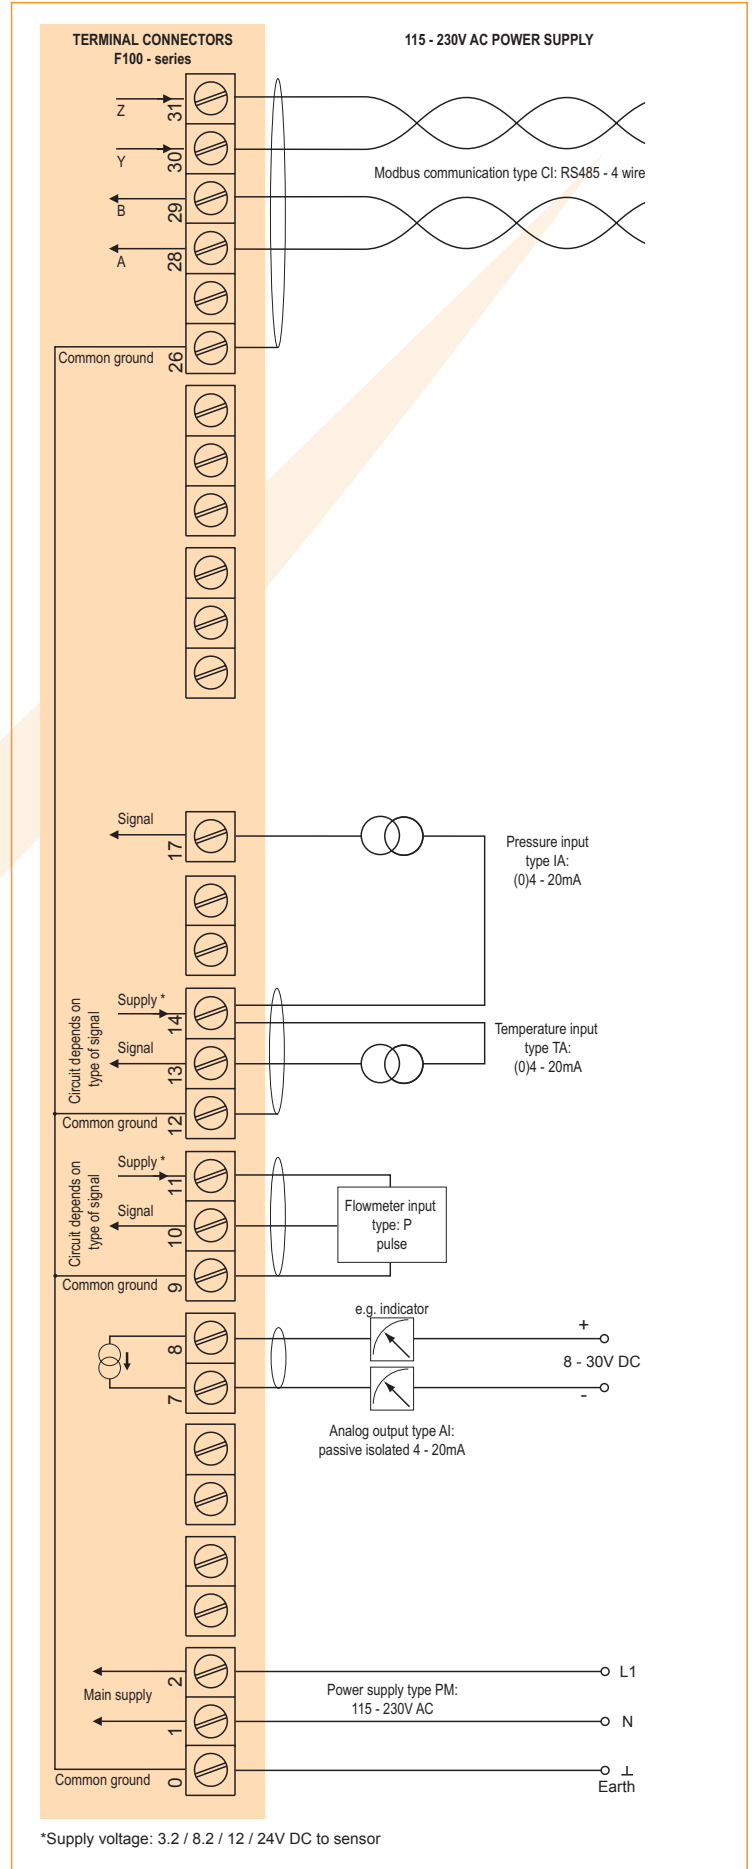 TERMINAL CONNECTORS
F100 - series
115 - 230V AC POWER SUPPLY
Z
31
Y
30
Modbus communication type CI: RS485 - 4 wire
B
29
A
28
Common ground
26
Signal
17
Pressure input
type IA:
(0)4 - 20mA
Circuit depends on
type of signal
Supply *
14
Signal
13
Temperature input
type TA:
(0)4 - 20mA
Common ground
12
Circuit depends on
type of signal
Supply *
11
Signal
10
Flowmeter input
type: P
pulse
Common ground
9
e.g. indicator
8
+
8 - 30V DC
7
-
Analog output type AI:
passive isolated 4 - 20mA
2
L1
Main supply
Power supply type PM:
115 - 230V AC
1
N
Common ground
0
Earth
*Supply voltage: 3.2 / 8.2 / 12 / 24V DC to sensor